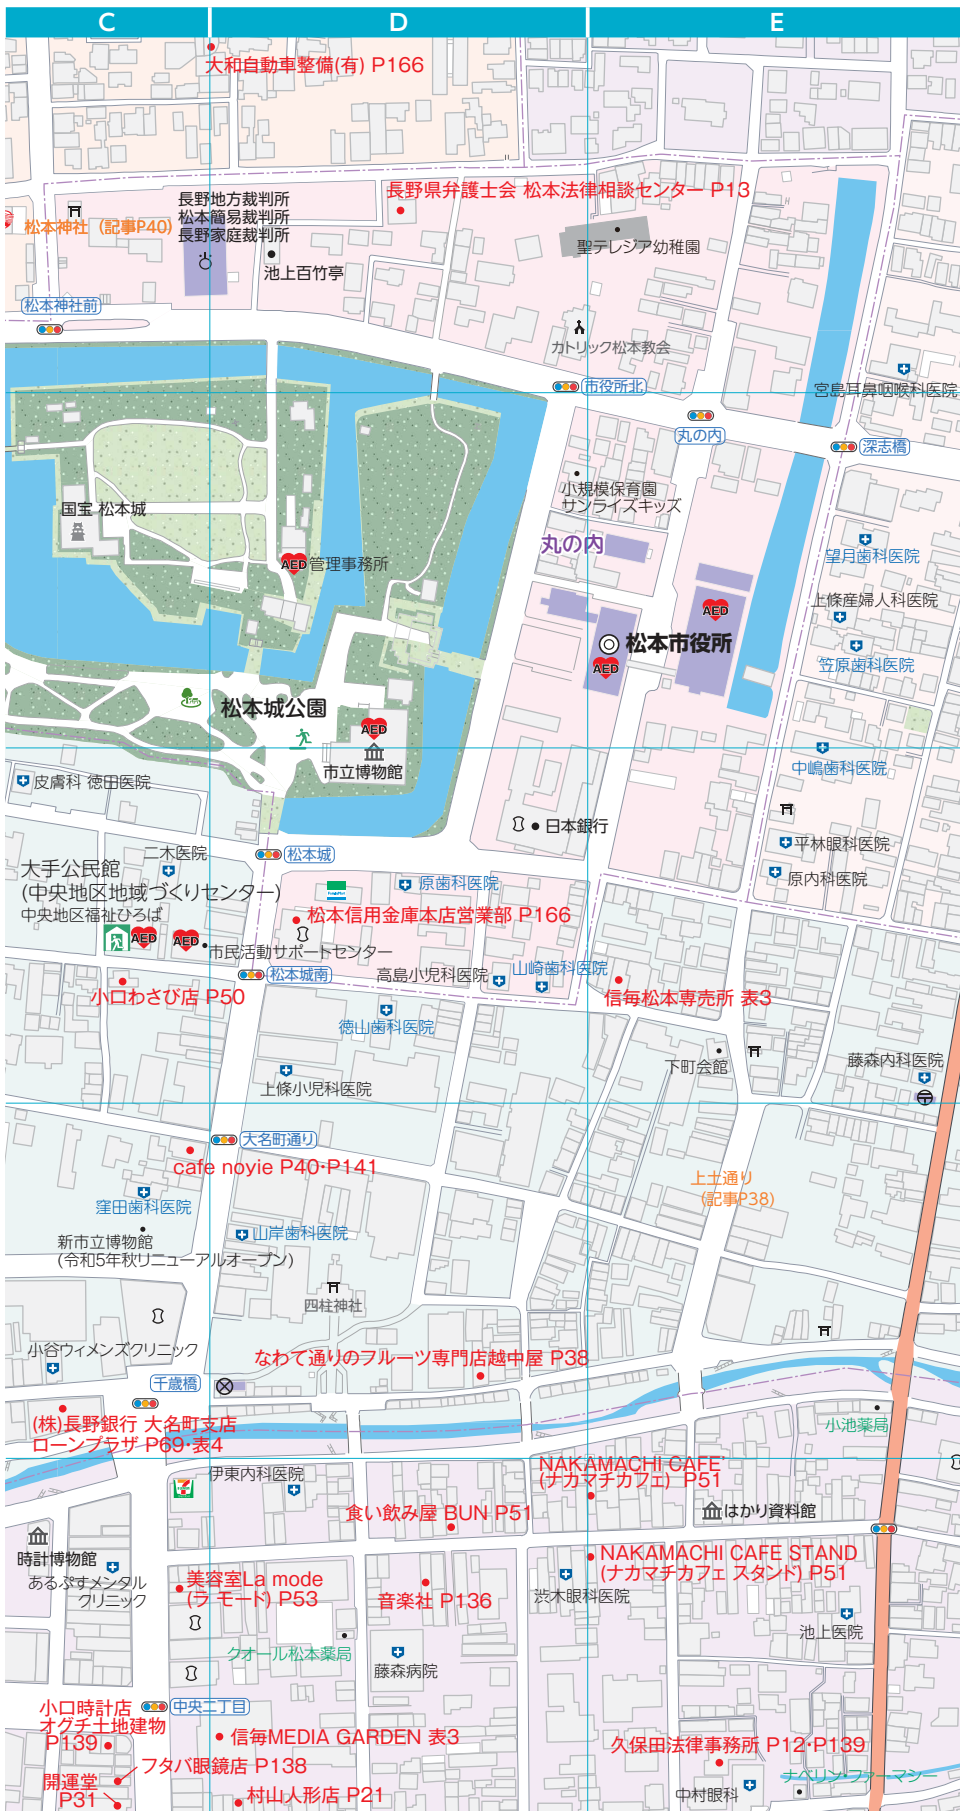 C
D
E
大和自動車整備(有) P166
長野県弁護士会 松本法律相談センター P13
長野地方裁判所
松本簡易裁判所
長野家庭裁判所
松本神社 (記事P40)
池上百竹亭
聖テレジア幼稚園
松本神社前
カトリック松本教会
市役所北
宮島耳鼻咽喉科医院
丸の内
深志橋
小規模保育園
サンライズキッズ
国宝 松本城
丸の内
望月歯科医院
AED 管理事務所
上條産婦人科医院
AED
松本市役所
AED
笠原歯科医院
松本城公園
AED
市立博物館
中嶋歯科医院
皮膚科 徳田医院
日本銀行
平林眼科医院
二木医院
松本城
原内科医院
大手公民館
(中央地区地域づくりセンター)
中央地区福祉ひろば
原歯科医院
松本信用金庫本店営業部 P166
AED
AED
市民活動サポートセンター
松本城南
高島小児科医院
山崎歯科医院
小口わさび店 P50
信毎松本専売所 表3
徳山歯科医院
下町会館
藤森内科医院
上條小児科医院
大名町通り
cafe noyie P40・P141
上土通り
(記事P38)
窪田歯科医院
山岸歯科医院
新市立博物館
(令和5年秋リニューアルオープン)
四柱神社
小谷ウィメンズクリニック
なわて通りのフルーツ専門店越中屋 P38
千歳橋
(株)長野銀行 大名町支店
ローンプラザ P69・表4
小池薬局
伊東内科医院
NAKAMACHI CAFE
(ナカマチカフェ) P51
食い飲み屋 BUN P51
はかり資料館
時計博物館
あるぷすメンタル
クリニック
NAKAMACHI CAFE STAND
(ナカマチカフェ スタンド) P51
美容室La mode
(ラ モード) P53
音楽社 P136
渋木眼科医院
池上医院
クオール松本薬局
藤森病院
小口時計店
オグチ土地建物
P139
中央二丁目
信毎MEDIA GARDEN 表3
久保田法律事務所 P12・P139
フタバ眼鏡店 P138
開運堂
P31
村山人形店 P21
中村眼科
ナベリン・ファーマシー